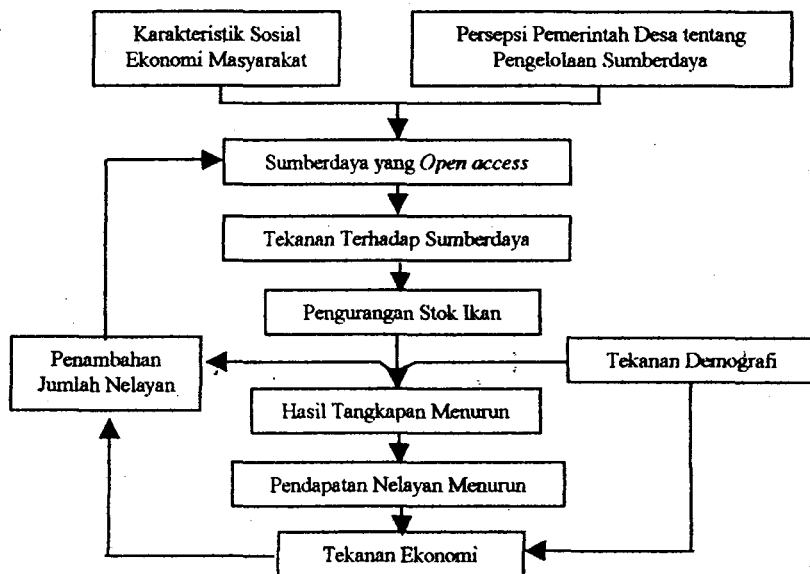 Karakteristik Sosial
Ekonomi Masyarakat
Persepsi Pemerintah Desa tentang
Pengelolaan Sumberdaya
Sumberdaya yang Open access
Tekanan Terhadap Sumberdaya
Pengurangan Stok Ikan
Penambahan
Jumlah Nelayan
Tekanan Demografi
Hasil Tangkapan Menurun
Pendapatan Nelayan Menurun
Tekanan Ekonomi